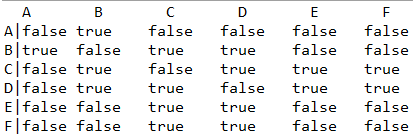 A B C D E F
A|false true false false false false
B|true false true true false false
C|false true false true true true
D|false true true false true true
E|false false true true false false
F|false false true true false false